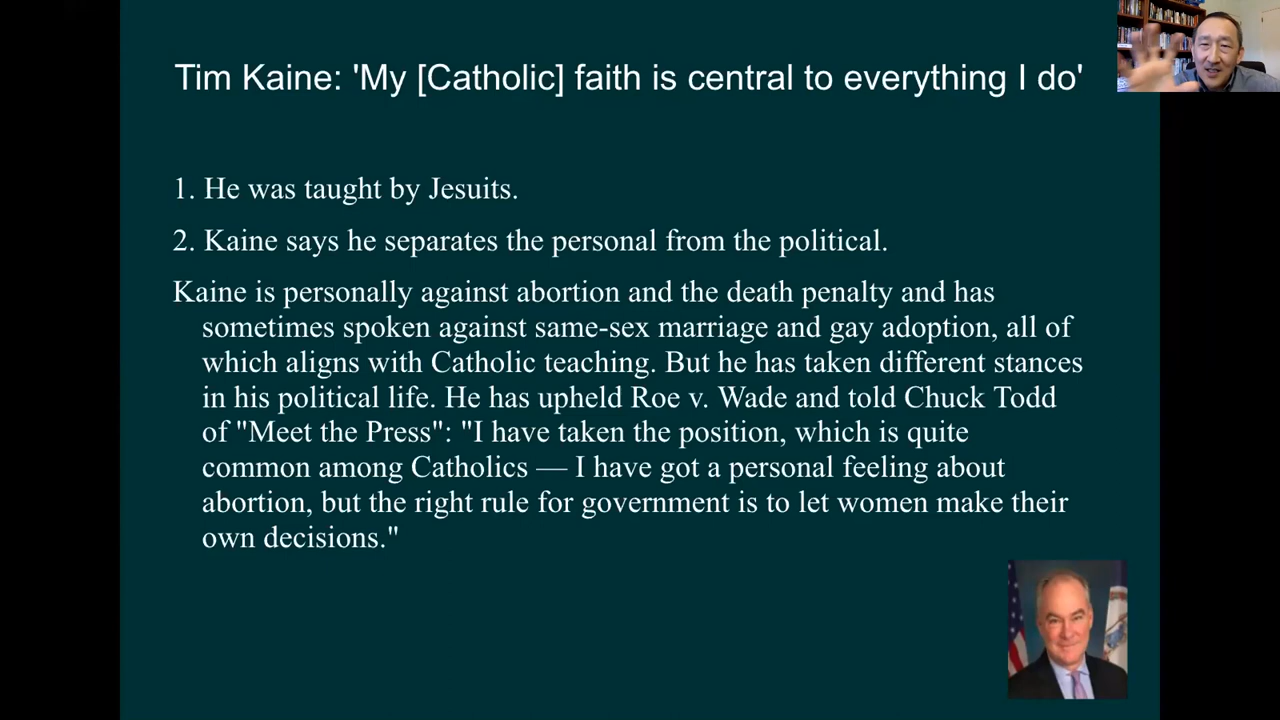 Tim Kaine: 'My [Catholic] faith is central to everything I do'
1. He was taught by Jesuits.
2. Kaine says he separates the personal from the political.
Kaine is personally against abortion and the death penalty and has
sometimes spoken against same-sex marriage and gay adoption, all of
which aligns with Catholic teaching. But he has taken different stances
in his political life. He has upheld Roe v. Wade and told Chuck Todd
of "Meet the Press": "I have taken the position, which is quite
common among Catholics — I have got a personal feeling about
abortion, but the right rule for government is to let women make their
own decisions."